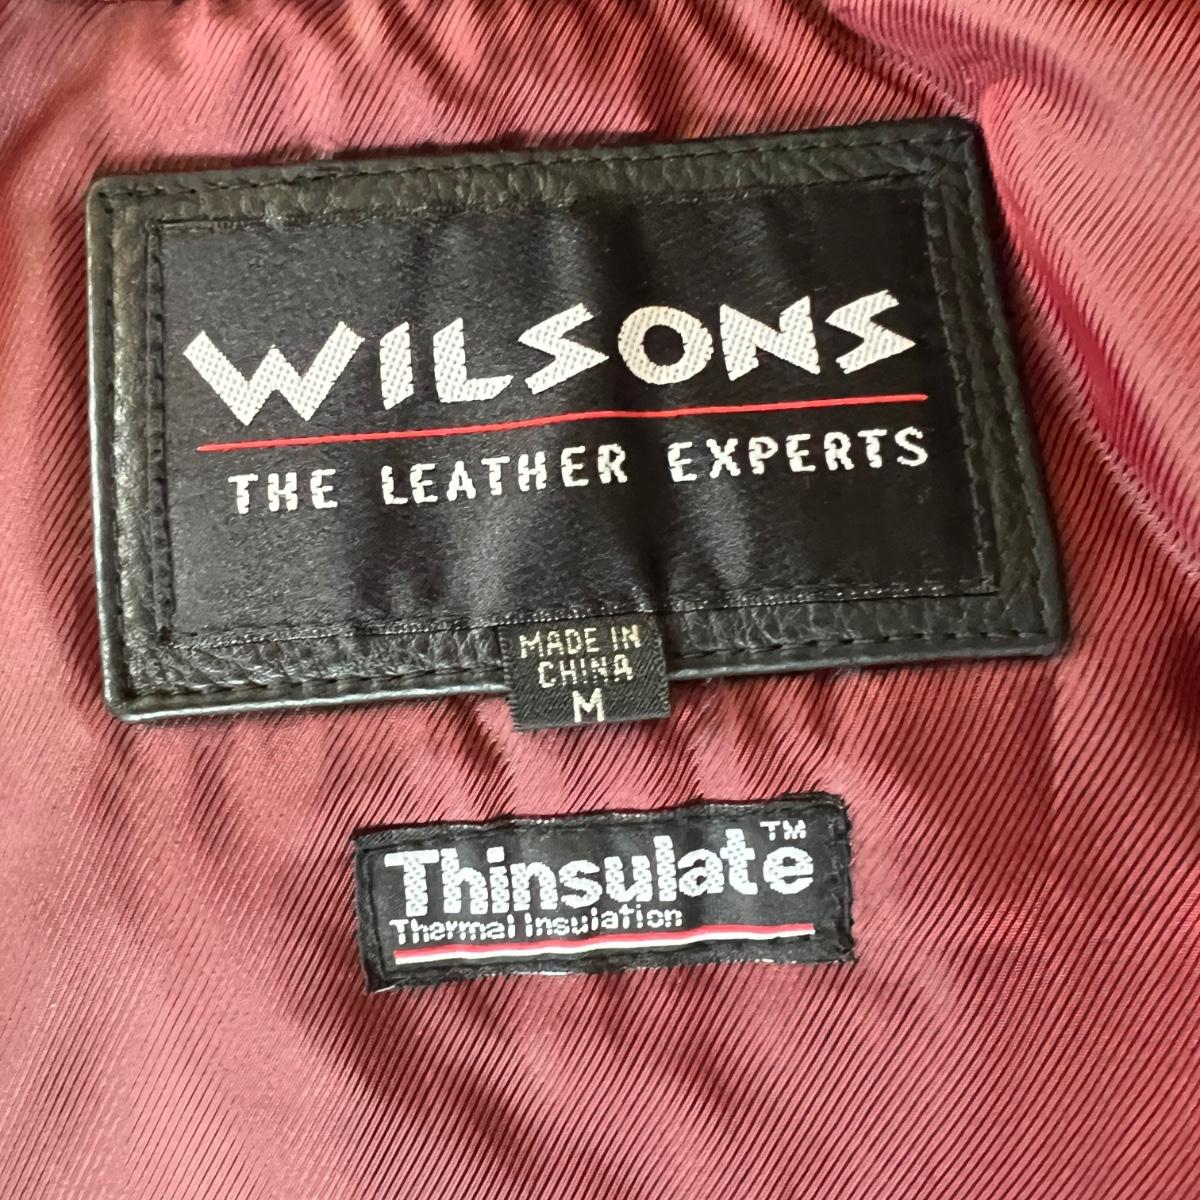 WILSONS
THE LEATHER EXPERTS
MADE IN
CHINA
M
Thinsulate™
Thermal Insulation